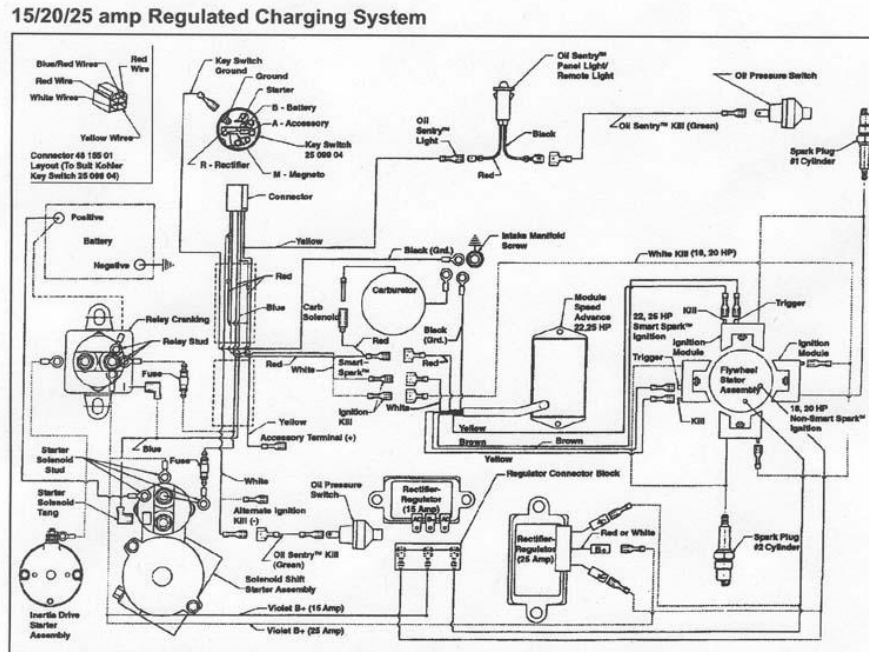 15/20/25 amp Regulated Charging System
Blue/Red Wires
Red
Wire
Red Wire
White Wires
Yellow Wires
Connector 48 155 01
Layout (To Suit Kohler
Key Switch 25 099 04)
Key Switch
Ground
Ground
Starter
B - Battery
A - Accessory
Key Switch
25 099 04
R - Rectifier
M - Magneto
Connector
Oil Sentry™
Panel Light/
Remote Light
Oil Pressure Switch
Oil
Sentry™
Light
Black
Oil Sentry™ Kill (Green)
Red
Spark Plug
#1 Cylinder
Positive
Battery
Negative
Yellow
Black (Grd.)
Intake Manifold
Screw
White Kill (18, 20 HP)
Red
Blue
Carb
Solenoid
Carburetor
Red
Black
(Grd.)
Module
Speed
Advance
22,25 HP
Kill
Trigger
22, 25 HP
Smart Spark™
Ignition
Ignition
Module
Ignition
Module
Trigger
Flywheel
Stator
Assembly
Kill
18, 20 HP
Non-Smart Spark™
Ignition
Relay Cranking
Relay Stud
Fuse
Red
White
Smart
Spark™
Red
Ignition
Kill
White
Yellow
Brown
Brown
Yellow
Yellow
Accessory Terminal (+)
Blue
Starter
Solenoid
Stud
Fuse
White
Starter
Solenoid
Tang
Alternate Ignition
Kill (-)
Oil Pressure
Switch
Oil Sentry™ Kill
(Green)
Rectifier-
Regulator
(15 Amp)
AC
B+
AC
Regulator Connector Block
Rectifier-
Regulator
(25 Amp)
Red or White
B+
Spark Plug
#2 Cylinder
Solenoid Shift
Starter Assembly
Inertia Drive
Starter
Assembly
Violet B+ (15 Amp)
Violet B+ (25 Amp)